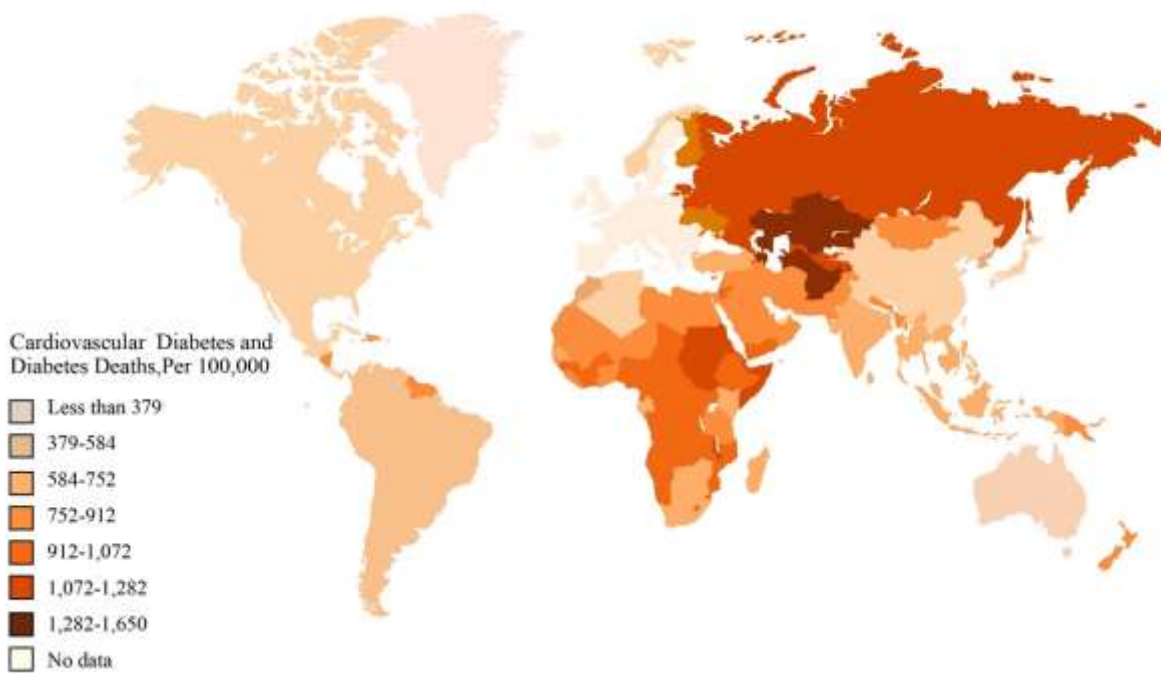 Cardiovascular Diabetes and
Diabetes Deaths,Per 100,000
Less than 379
379-584
584-752
752-912
912-1,072
1,072-1,282
1,282-1,650
No data